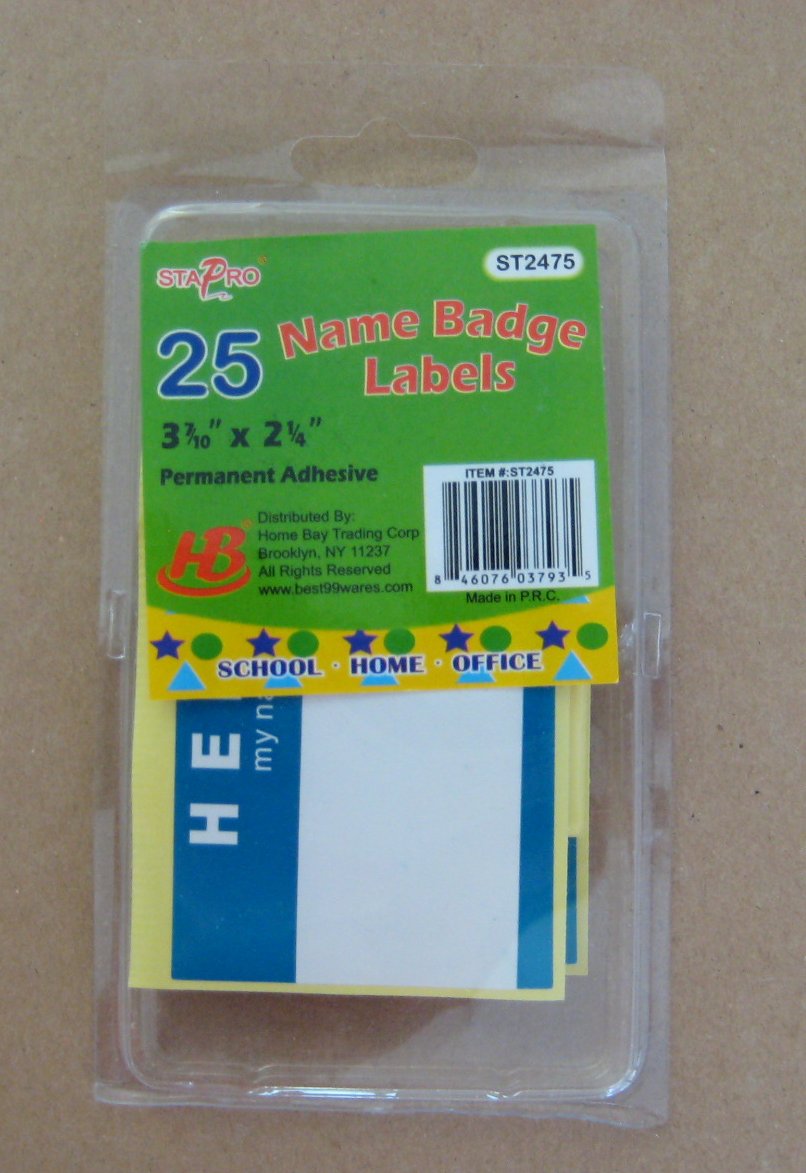 STAPRO®
ST2475
25 Name Badge
Labels
3 7/10" x 2 1/4"
Permanent Adhesive
ITEM #:ST2475
8 46076 03793 5
Made in P.R.C.
HB®
Distributed By:
Home Bay Trading Corp
Brooklyn, NY 11237
All Rights Reserved
www.best99wares.com
SCHOOL · HOME · OFFICE
H E
my na